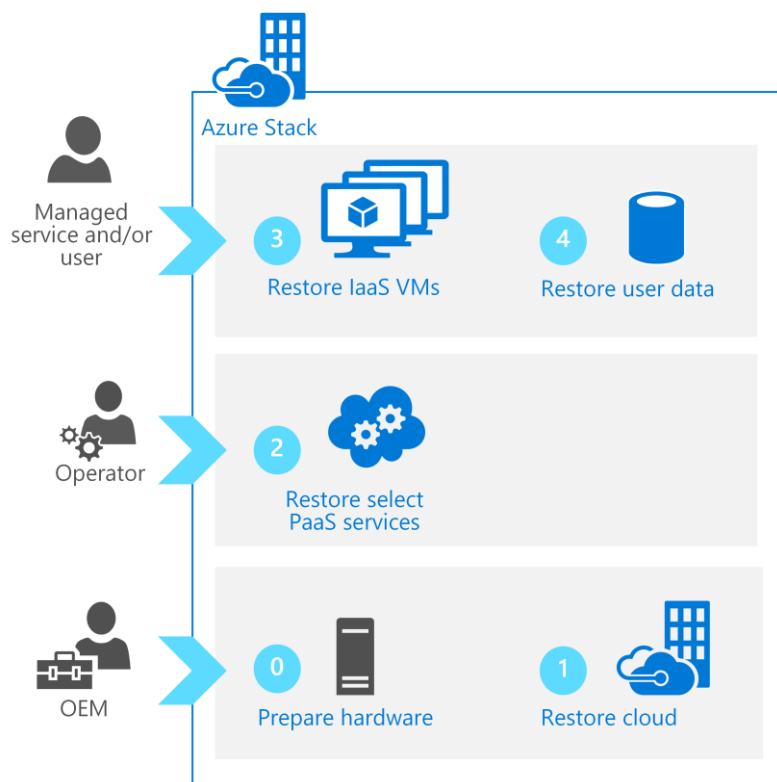 Azure Stack
Managed
service and/or
user
3
Restore IaaS VMs
4
Restore user data
Operator
2
Restore select
PaaS services
OEM
0
Prepare hardware
1
Restore cloud